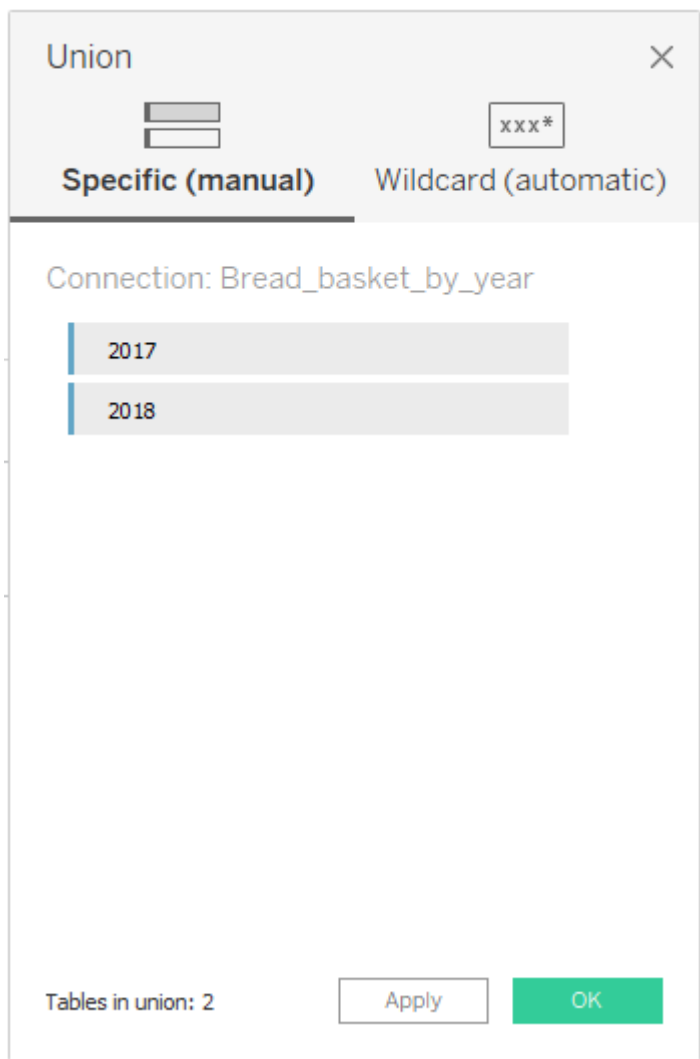 Union
xxx*
Specific (manual) Wildcard (automatic)
Connection: Bread_basket_by_year
2017
2018
Tables in union: 2 Apply OK